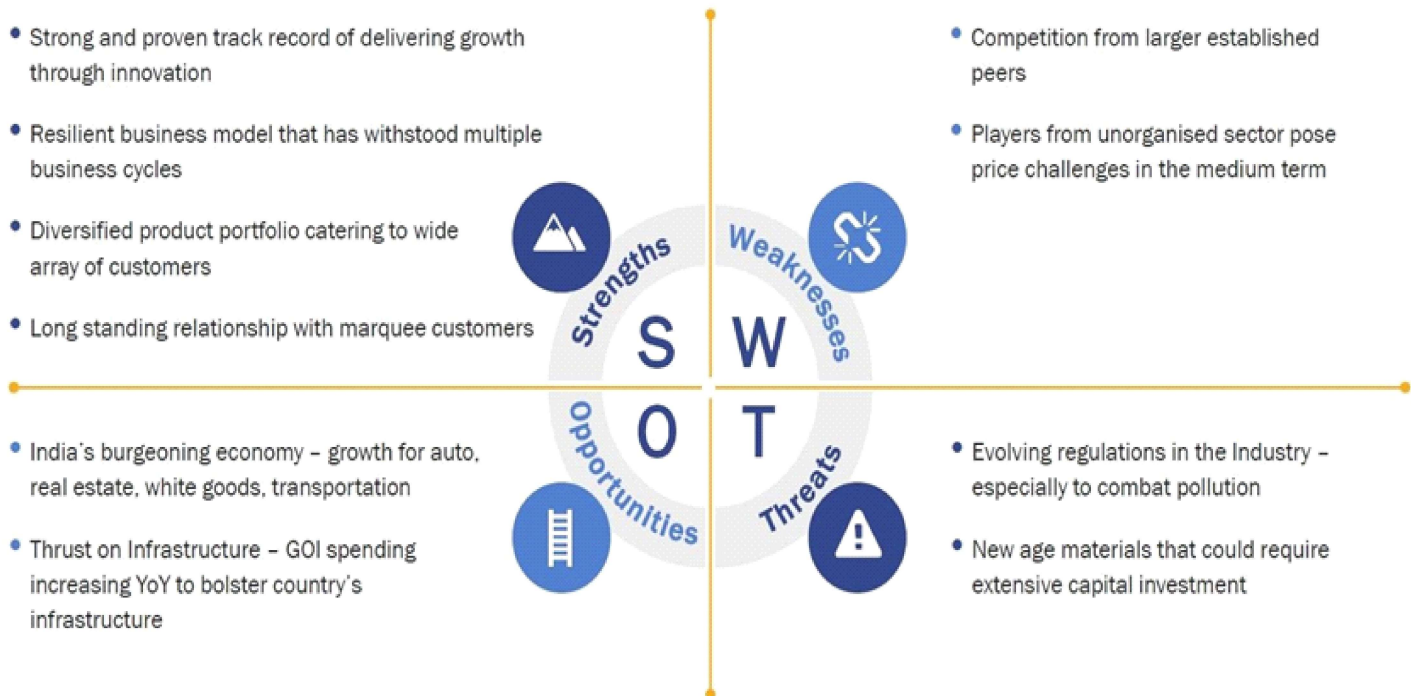 • Strong and proven track record of delivering growth
through innovation
• Resilient business model that has withstood multiple
business cycles
• Diversified product portfolio catering to wide
array of customers
• Long standing relationship with marquee customers
• Competition from larger established
peers
• Players from unorganised sector pose
price challenges in the medium term
Strengths
Weaknesses
S W
O T
Opportunities
Threats
• India's burgeoning economy – growth for auto,
real estate, white goods, transportation
• Thrust on Infrastructure – GOI spending
increasing YoY to bolster country's
infrastructure
• Evolving regulations in the Industry –
especially to combat pollution
• New age materials that could require
extensive capital investment